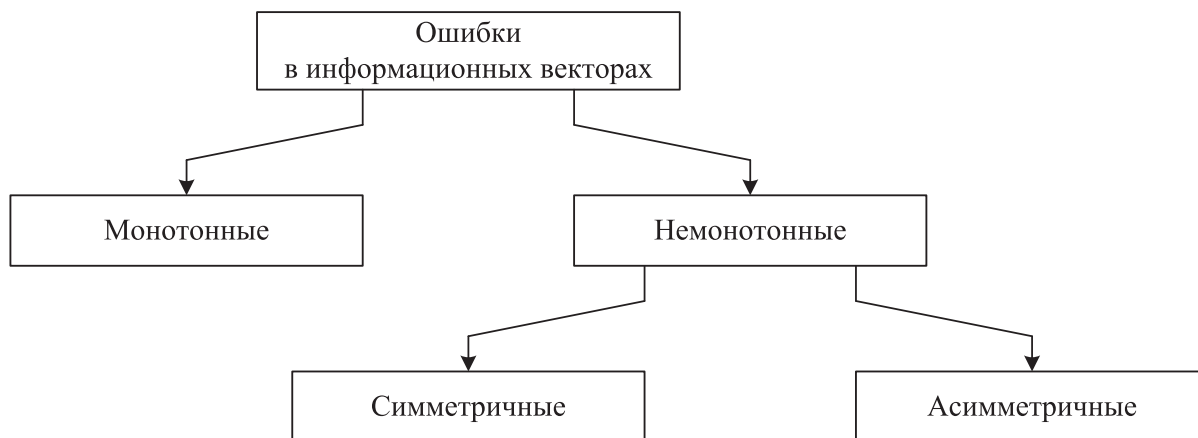 Ошибки
в информационных векторах
Монотонные
Немонотонные
Симметричные
Асимметричные